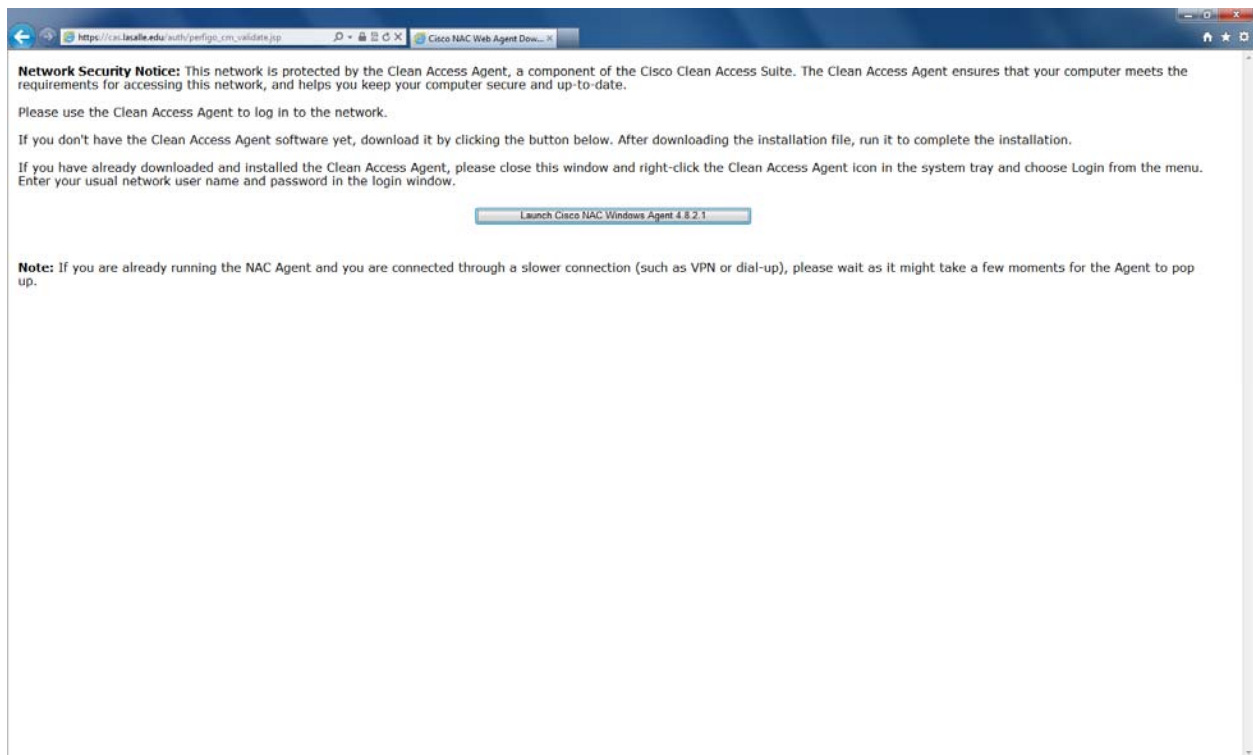 https://cas.lasalle.edu/auth/perfigo_cm_validate.jsp
Cisco NAC Web Agent Dow...
Network Security Notice: This network is protected by the Clean Access Agent, a component of the Cisco Clean Access Suite. The Clean Access Agent ensures that your computer meets the
requirements for accessing this network, and helps you keep your computer secure and up-to-date.
Please use the Clean Access Agent to log in to the network.
If you don't have the Clean Access Agent software yet, download it by clicking the button below. After downloading the installation file, run it to complete the installation.
If you have already downloaded and installed the Clean Access Agent, please close this window and right-click the Clean Access Agent icon in the system tray and choose Login from the menu.
Enter your usual network user name and password in the login window.
Launch Cisco NAC Windows Agent 4.8.2.1
Note: If you are already running the NAC Agent and you are connected through a slower connection (such as VPN or dial-up), please wait as it might take a few moments for the Agent to pop
up.